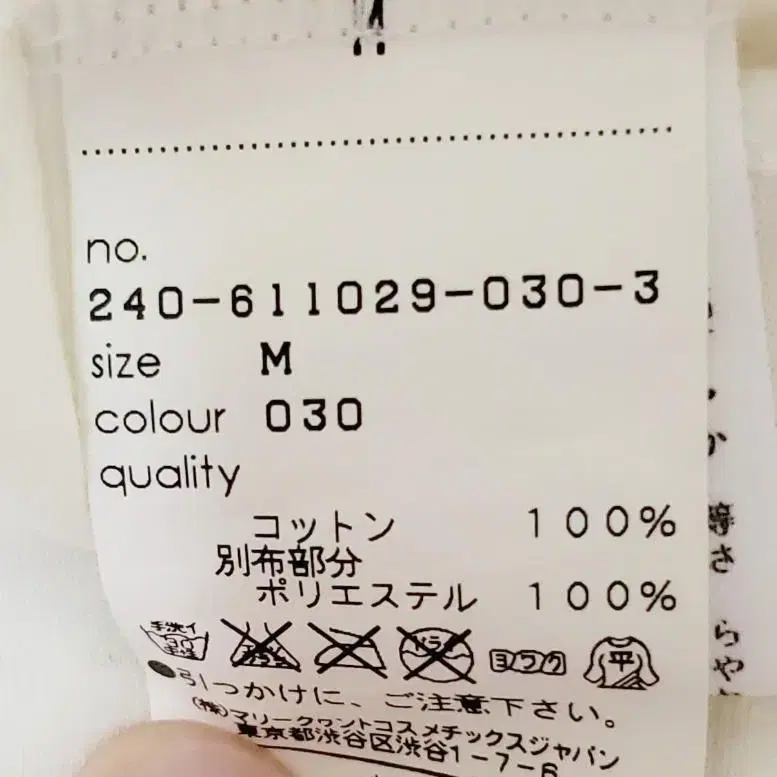 no.
240-611029-030-3
size M
colour 030
quality
コットン 100%
別布部分
ポリエステル 100%
手洗イ
30
ヨワク
平
●引っかけに、ご注意下さい。
(株)マリークヮントコスメチックスジャパン
東京都渋谷区渋谷1-7-6